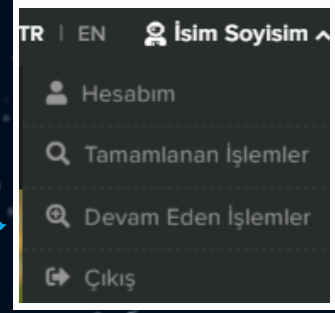 TR | EN İsim Soyisim
Hesabım
Tamamlanan İşlemler
Devam Eden İşlemler
Çıkış